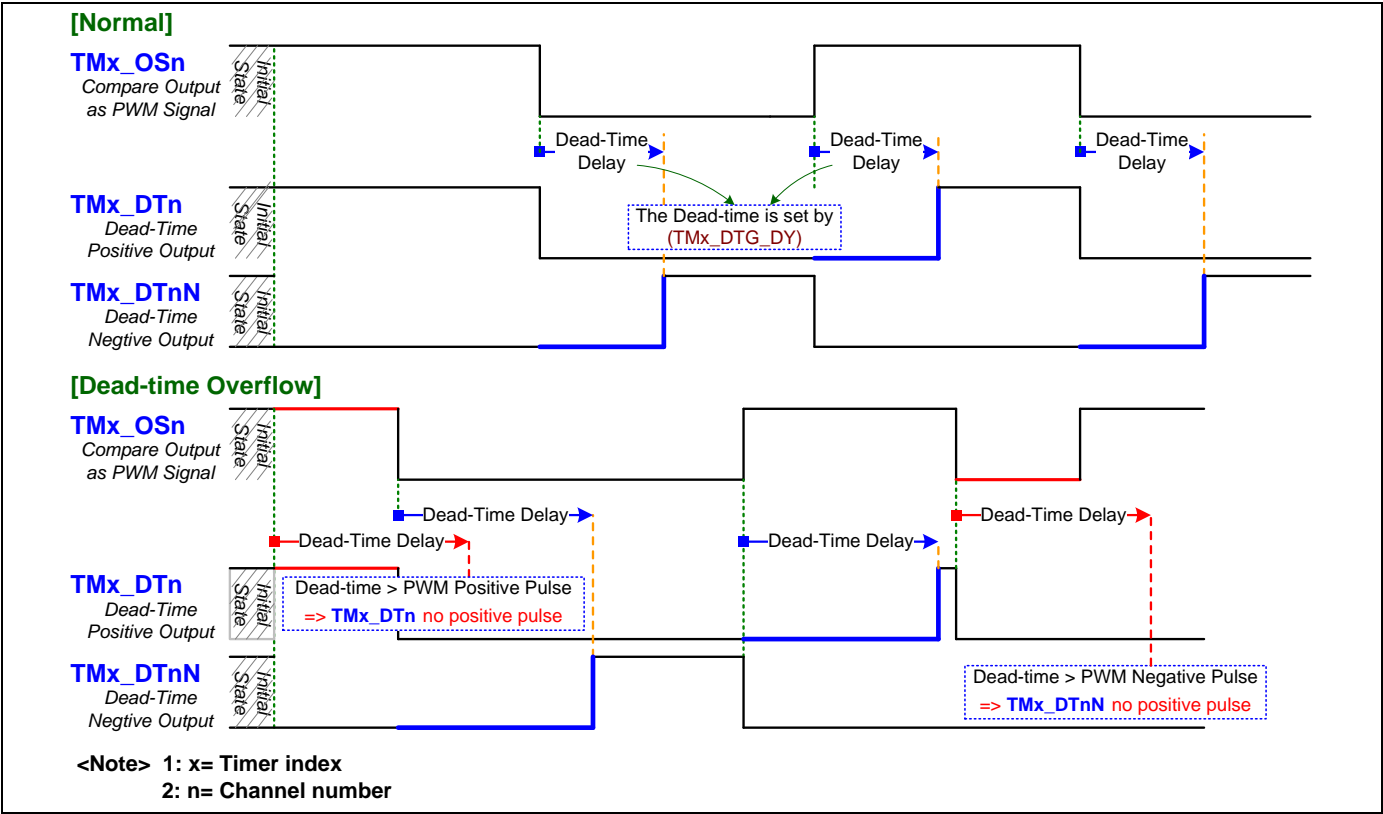 [Normal]
TMx_OSn
Compare Output
as PWM Signal
Initial
State
Dead-Time
Delay
Dead-Time
Delay
Dead-Time
Delay
TMx_DTn
Dead-Time
Positive Output
Initial
State
The Dead-time is set by
(TMx_DTG_DY)
TMx_DTnN
Dead-Time
Negtive Output
Initial
State
[Dead-time Overflow]
TMx_OSn
Compare Output
as PWM Signal
Initial
State
Dead-Time Delay
Dead-Time Delay
Dead-Time Delay
Dead-Time Delay
TMx_DTn
Dead-Time
Positive Output
Initial
State
Dead-time > PWM Positive Pulse
=> TMx_DTn no positive pulse
TMx_DTnN
Dead-Time
Negtive Output
Initial
State
Dead-time > PWM Negative Pulse
=> TMx_DTnN no positive pulse
<Note> 1: x= Timer index
2: n= Channel number